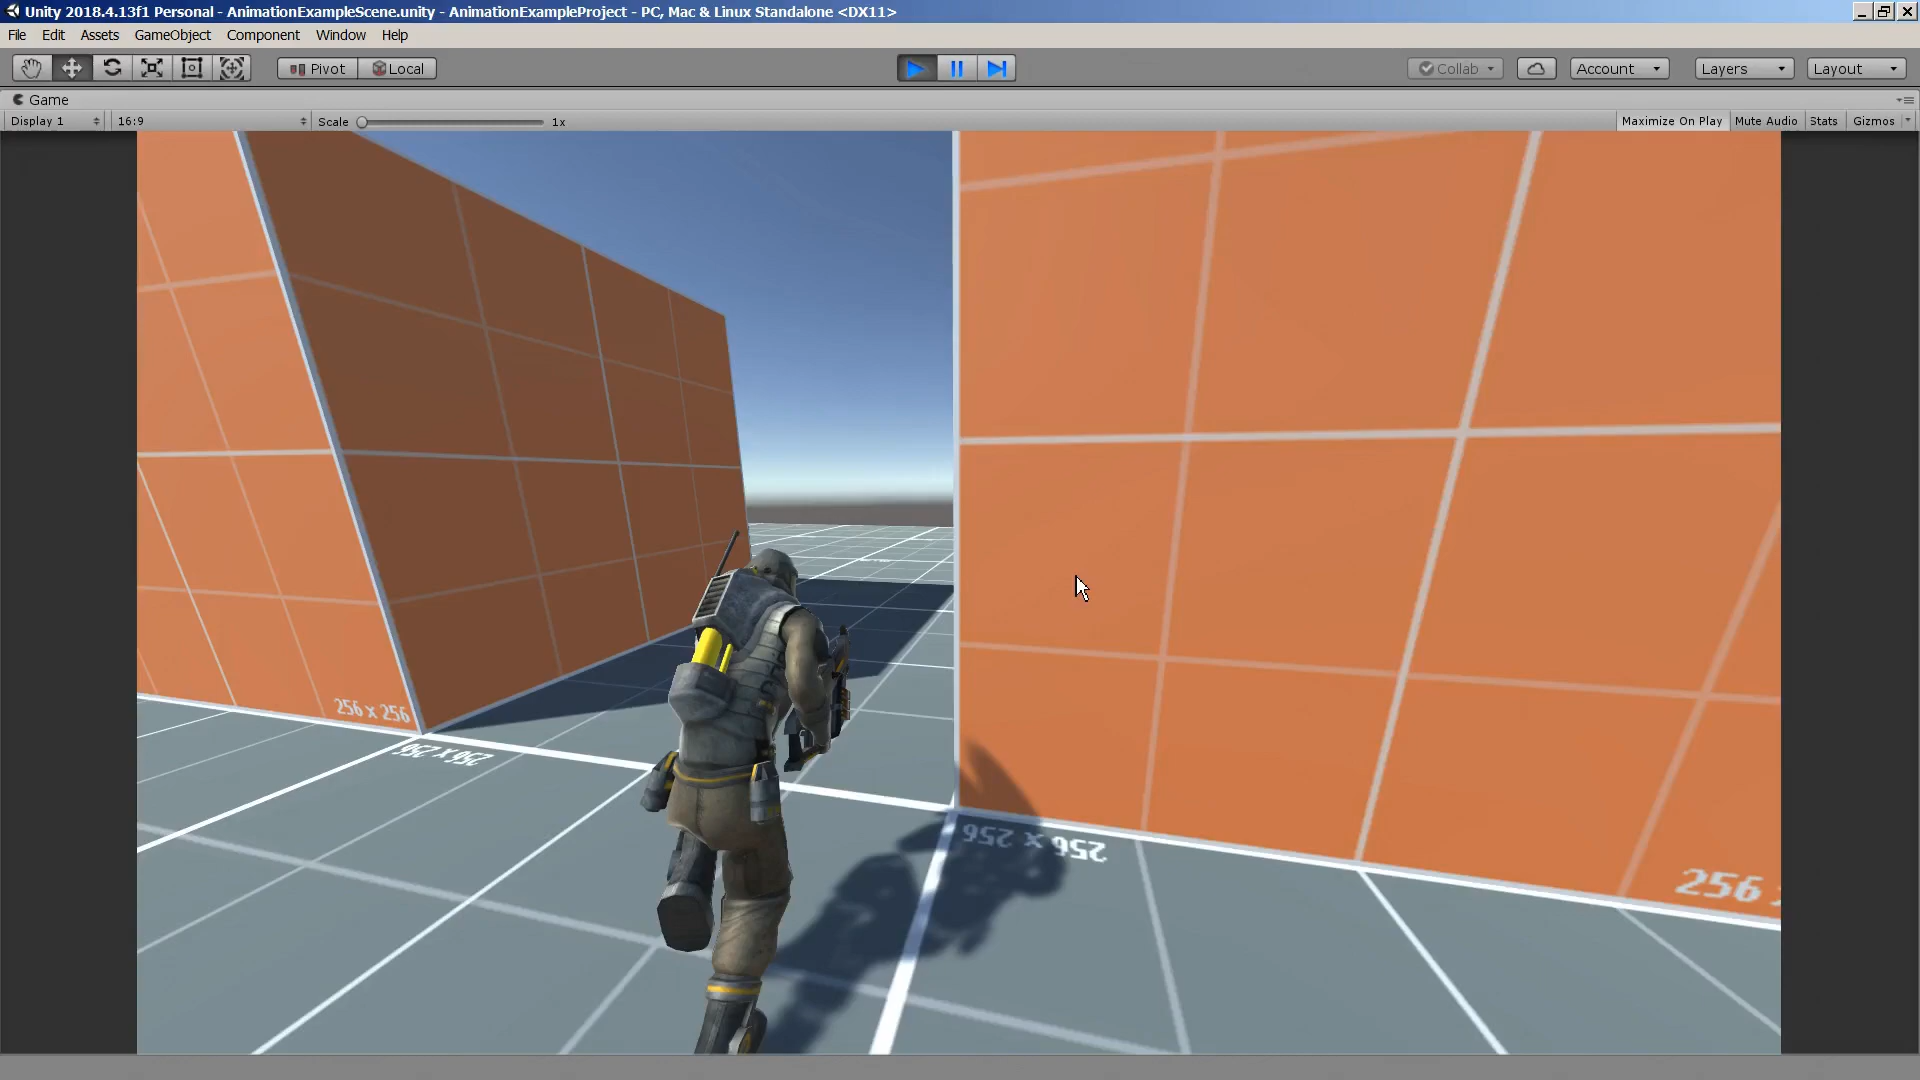 Unity 2018.4.13f1 Personal - AnimationExampleScene.unity - AnimationExampleProject - PC, Mac & Linux Standalone <DX11>
File Edit Assets GameObject Component Window Help
Pivot Local Collab Account Layers Layout
Game
Display 1 16:9 Scale 1x Maximize On Play Mute Audio Stats Gizmos
256 x 256
256 x 256
256 x 256
256